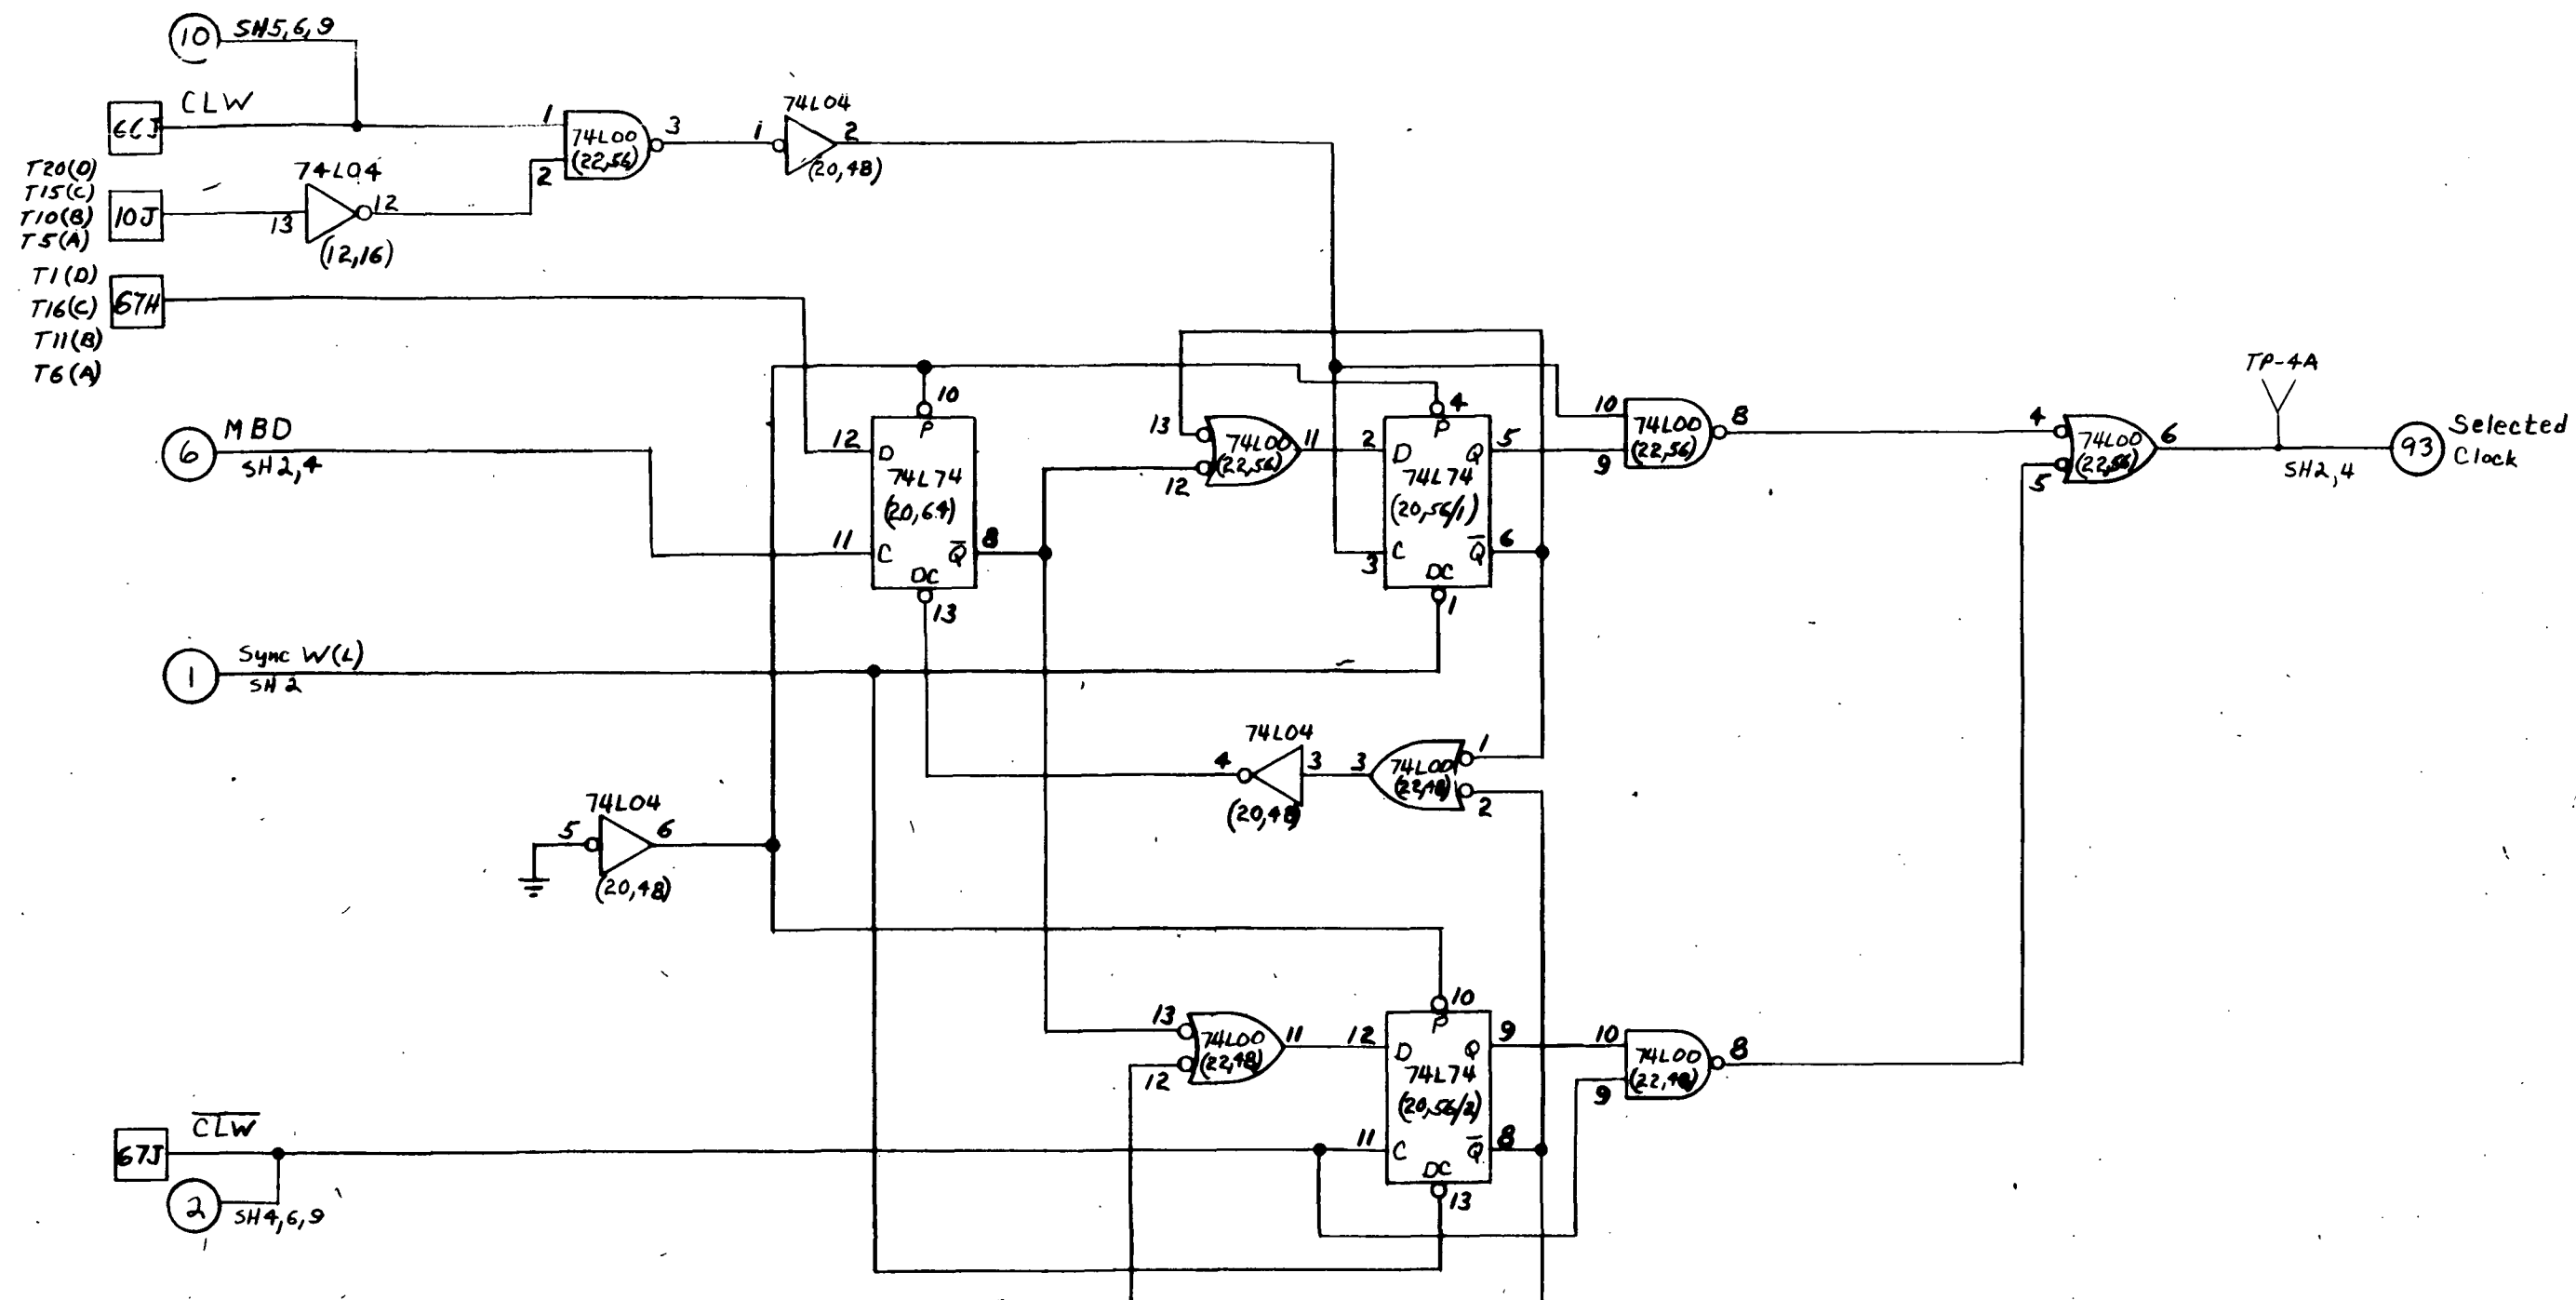 10 SH5,6,9
66J CLW
1 74L00 (22,56) 3
2
1 74L04 2
(20,48)
T20(D)
T15(C)
T10(B)
T5(A)
10J
74L04
13 12
(12,16)
T1(D)
T16(C)
T11(B)
T6(A)
67H
6 MBD
SH2,4
10
P
12 D
74L74
(20,64)
11 C Q̅ 8
DC
13
13 74L00 11
12 (22,56)
4
P
2 D Q 5
74L74
(20,56/1)
3 C Q̅ 6
DC
1
10 74L00 8
9 (22,56)
4 74L00 6
5 (22,56)
TP-4A
SH2,4
93 Selected
Clock
1 Sync W(L)
SH2
74L04
4 3
(20,48)
3 74L00 1
(22,48) 2
74L04
5 6
(20,48)
13 74L00 11
12 (22,48)
10
P
12 D Q 9
74L74
(20,56/2)
11 C Q̅ 8
DC
13
10 74L00 8
9 (22,48)
67J C̅L̅W̅
2 SH4,6,9